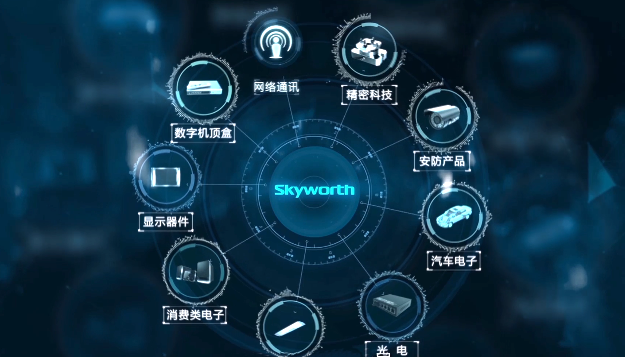 网络通讯
精密科技
数字机顶盒
安防产品
Skyworth
显示器件
汽车电子
消费类电子
光 电